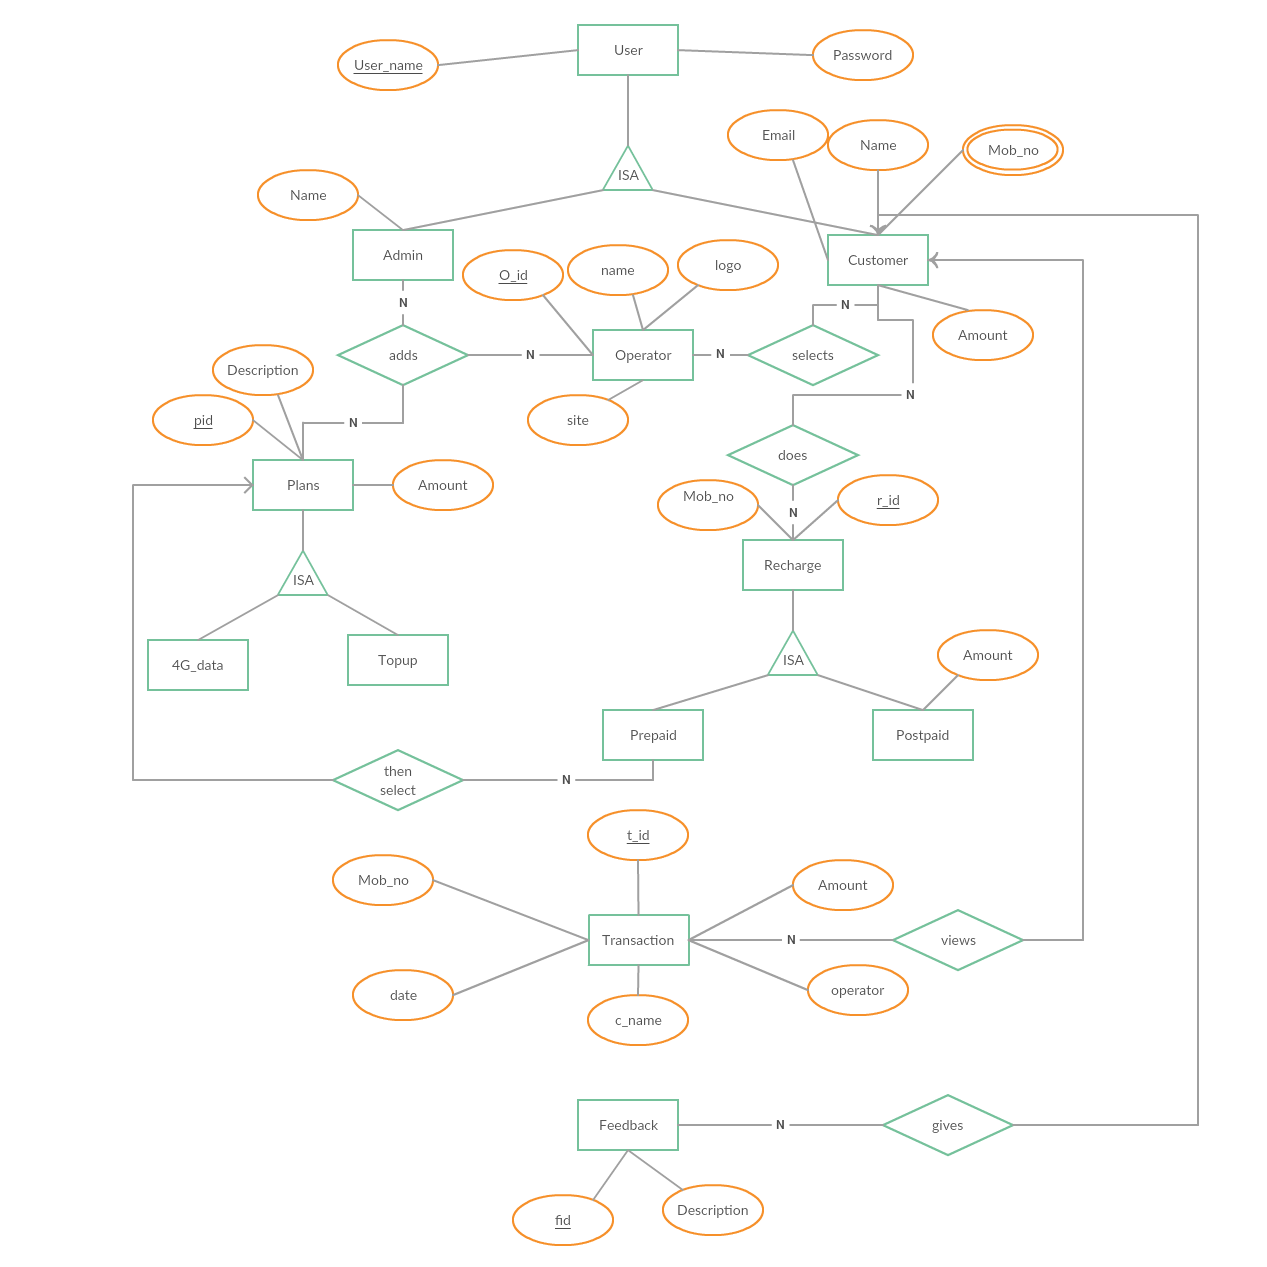 User
User_name
Password
Email
Name
Mob_no
ISA
Name
Admin
Customer
O_id
name
logo
N
N
Amount
adds
N
Operator
N
selects
Description
N
pid
N
site
does
Plans
Amount
Mob_no
r_id
N
Recharge
ISA
4G_data
Topup
ISA
Amount
Prepaid
Postpaid
then
select
N
t_id
Mob_no
Amount
Transaction
N
views
date
operator
c_name
Feedback
N
gives
fid
Description